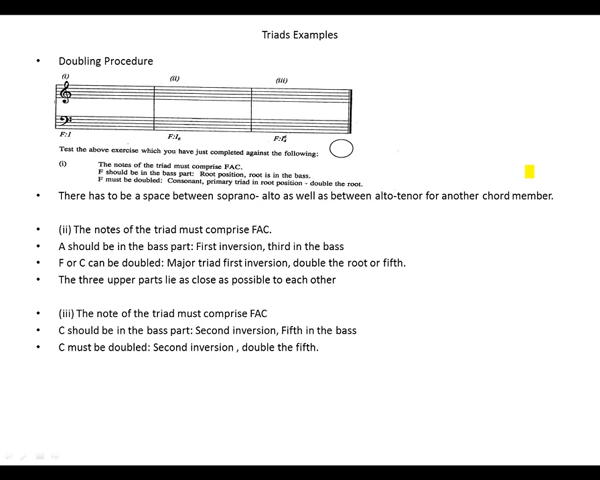 Triads Examples
• Doubling Procedure
(i) (ii) (iii)
F:I F:I₆ F:I⁶₄
Test the above exercise which you have just completed against the following:
(i) The notes of the triad must comprise FAC.
F should be in the bass part: Root position, root is in the bass.
F must be doubled: Consonant, primary triad in root position - double the root.
• There has to be a space between soprano- alto as well as between alto-tenor for another chord member.
• (ii) The notes of the triad must comprise FAC.
• A should be in the bass part: First inversion, third in the bass
• F or C can be doubled: Major triad first inversion, double the root or fifth.
• The three upper parts lie as close as possible to each other
• (iii) The note of the triad must comprise FAC
• C should be in the bass part: Second inversion, Fifth in the bass
• C must be doubled: Second inversion , double the fifth.